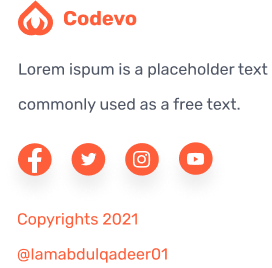 Codevo
Lorem ispum is a placeholder text
commonly used as a free text.
Copyrights 2021
@lamabdulqadeer01